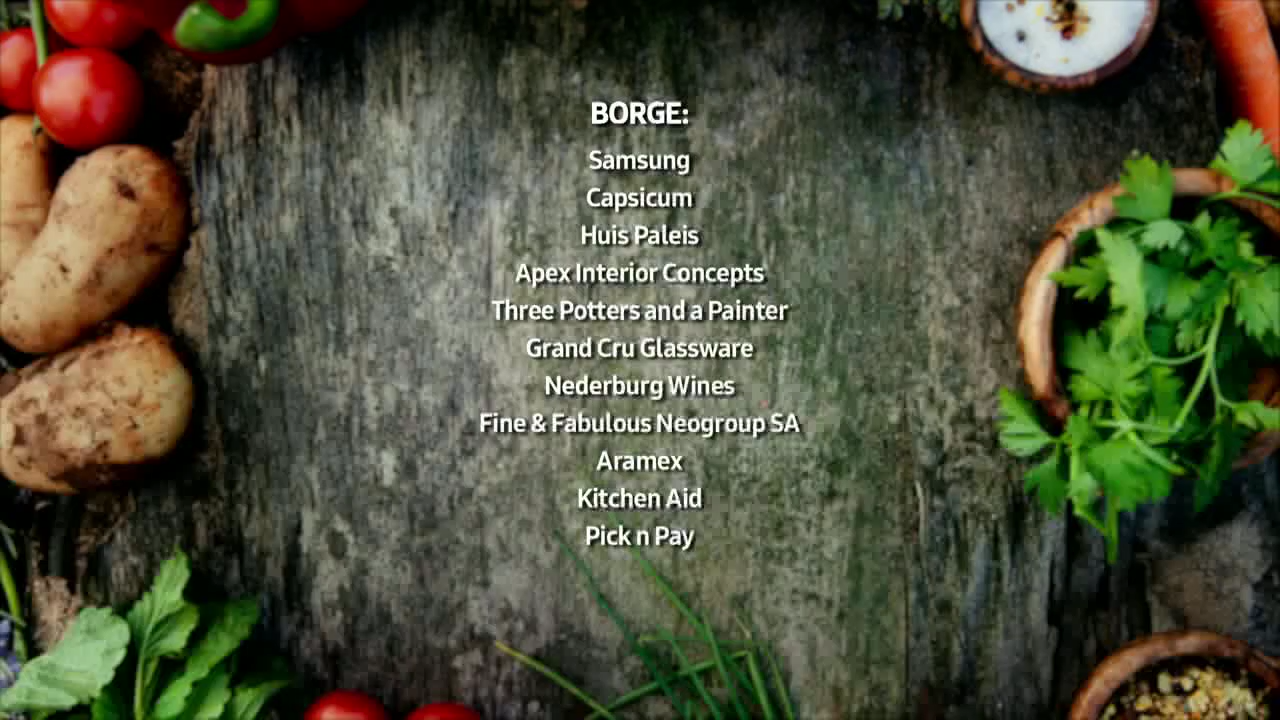 BORGE:
Samsung
Capsicum
Huis Paleis
Apex Interior Concepts
Three Potters and a Painter
Grand Cru Glassware
Nederburg Wines
Fine & Fabulous Neogroup SA
Aramex
Kitchen Aid
Pick n Pay